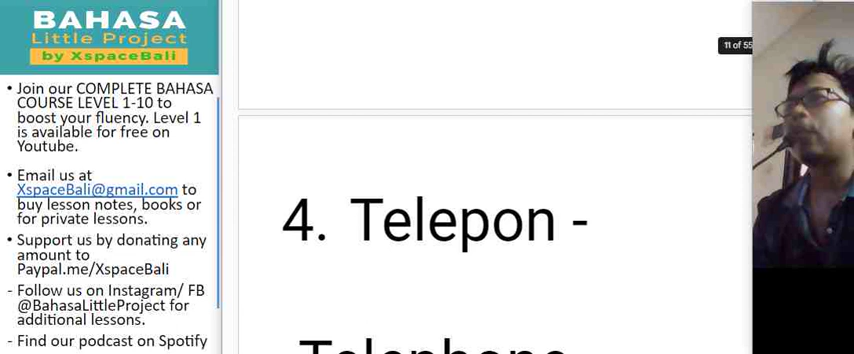 BAHASA
Little Project
by XspaceBali
• Join our COMPLETE BAHASA
COURSE LEVEL 1-10 to
boost your fluency. Level 1
is available for free on
Youtube.
• Email us at
XspaceBali@gmail.com to
buy lesson notes, books or
for private lessons.
• Support us by donating any
amount to
Paypal.me/XspaceBali
- Follow us on Instagram/ FB
@BahasaLittleProject for
additional lessons.
- Find our podcast on Spotify
11 of 55
4. Telepon -
Telephone